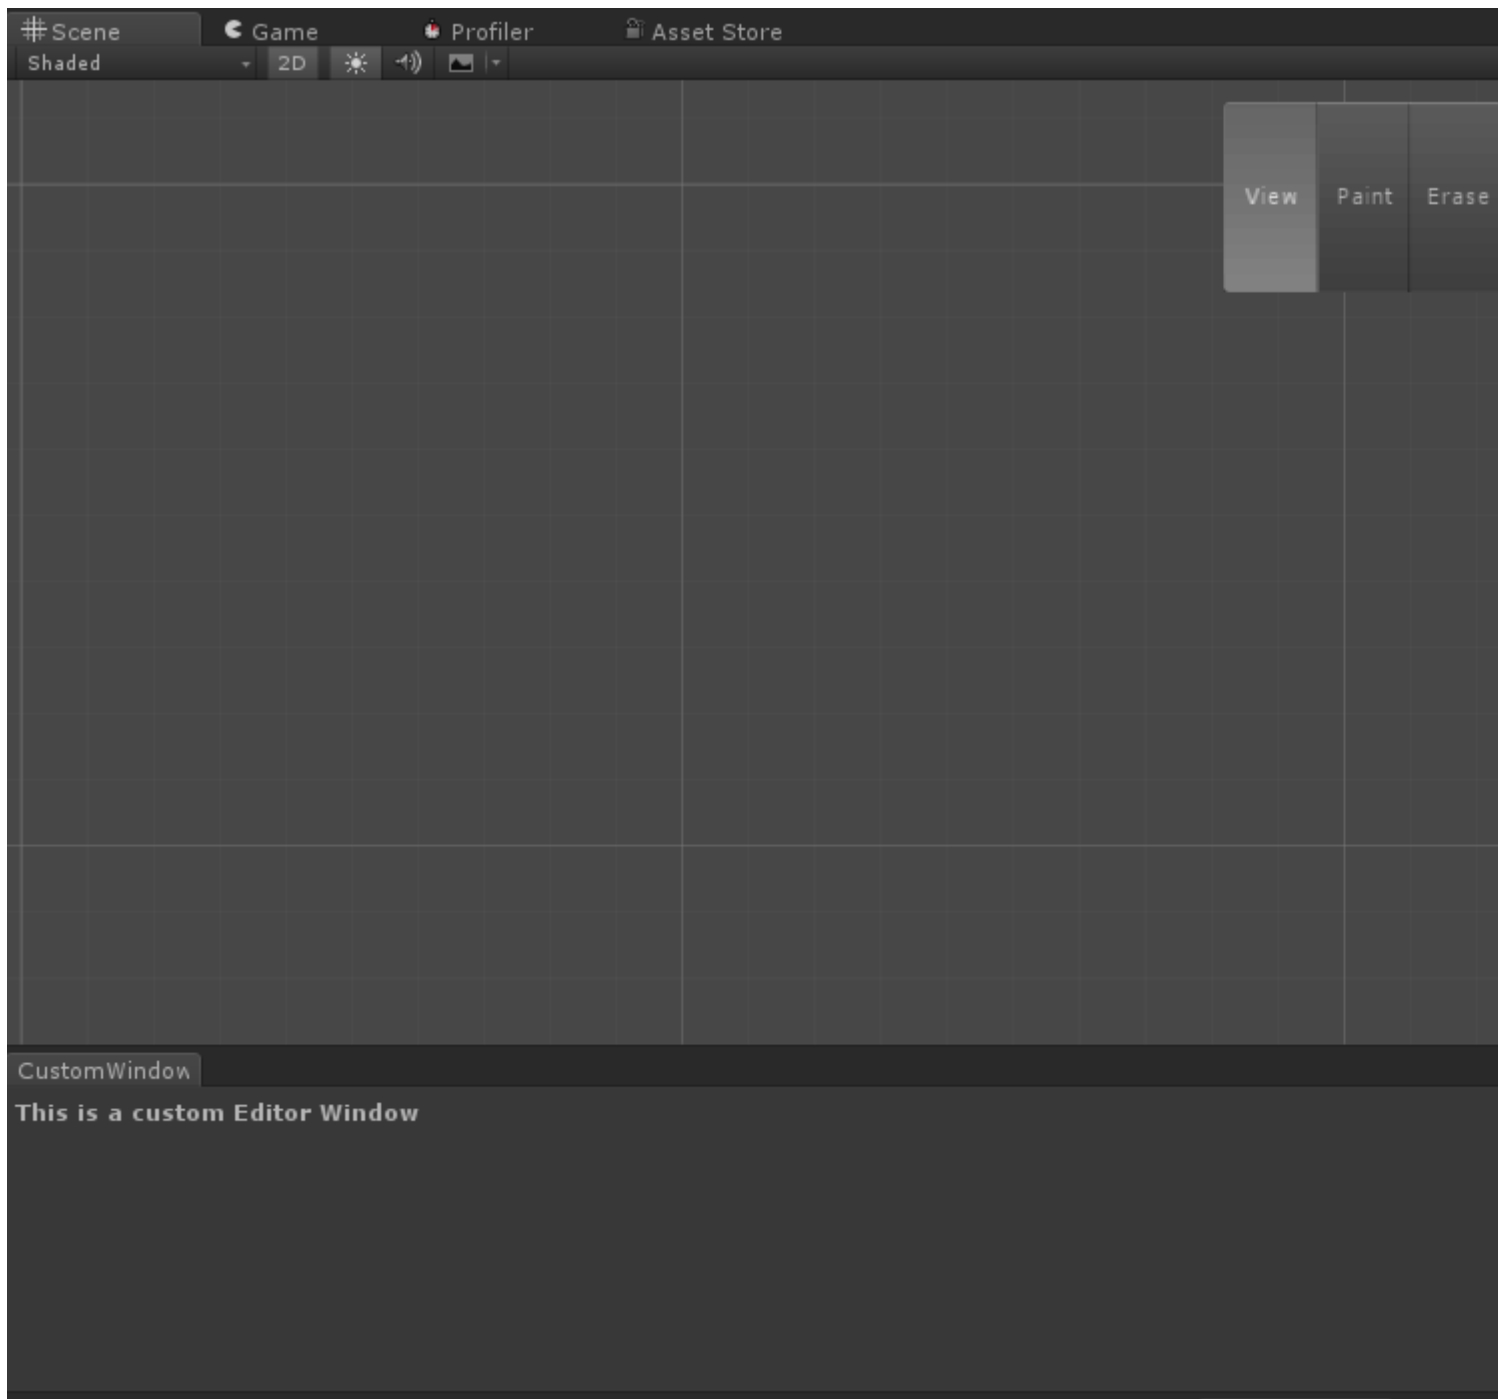 Scene Game Profiler Asset Store
Shaded 2D
View Paint Erase
CustomWindow
This is a custom Editor Window